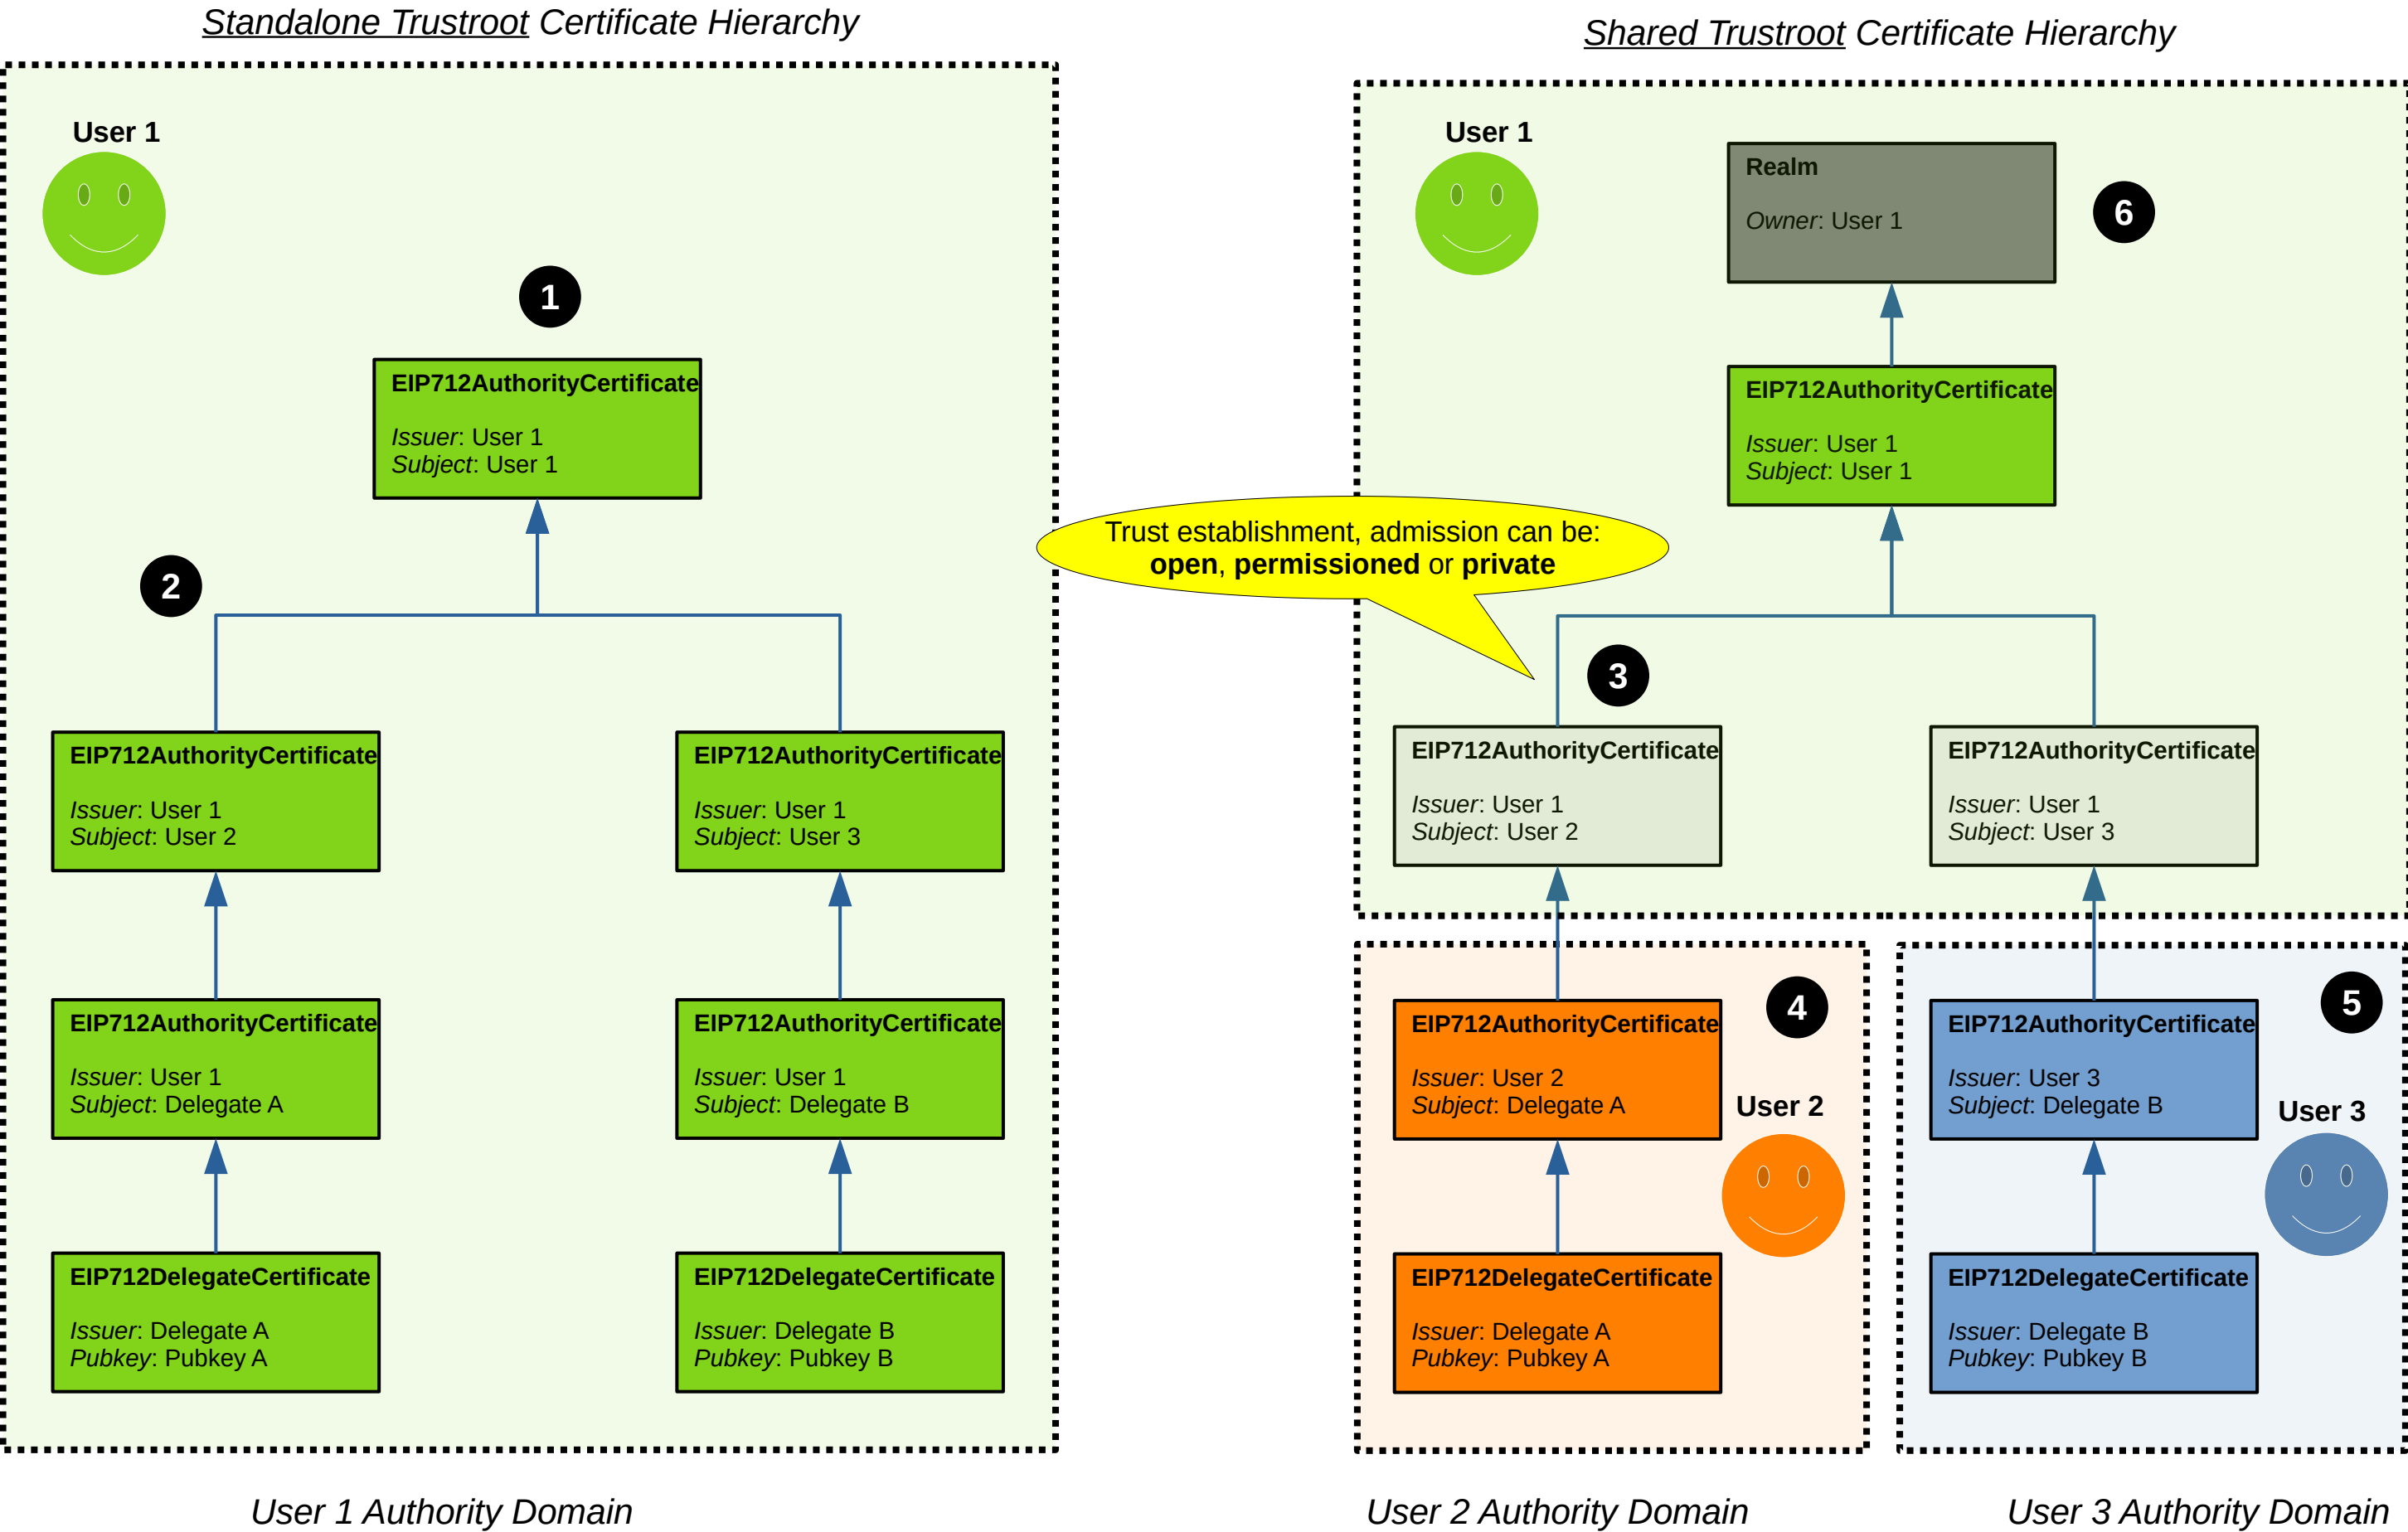 Standalone Trustroot Certificate Hierarchy
User 1
1
EIP712AuthorityCertificate
Issuer: User 1
Subject: User 1
2
EIP712AuthorityCertificate
Issuer: User 1
Subject: User 2
EIP712AuthorityCertificate
Issuer: User 1
Subject: User 3
EIP712AuthorityCertificate
Issuer: User 1
Subject: Delegate A
EIP712AuthorityCertificate
Issuer: User 1
Subject: Delegate B
EIP712DelegateCertificate
Issuer: Delegate A
Pubkey: Pubkey A
EIP712DelegateCertificate
Issuer: Delegate B
Pubkey: Pubkey B
User 1 Authority Domain
Shared Trustroot Certificate Hierarchy
User 1
Realm
Owner: User 1
6
EIP712AuthorityCertificate
Issuer: User 1
Subject: User 1
Trust establishment, admission can be:
open, permissioned or private
3
EIP712AuthorityCertificate
Issuer: User 1
Subject: User 2
EIP712AuthorityCertificate
Issuer: User 1
Subject: User 3
4
EIP712AuthorityCertificate
Issuer: User 2
Subject: Delegate A
User 2
EIP712DelegateCertificate
Issuer: Delegate A
Pubkey: Pubkey A
User 2 Authority Domain
5
EIP712AuthorityCertificate
Issuer: User 3
Subject: Delegate B
User 3
EIP712DelegateCertificate
Issuer: Delegate B
Pubkey: Pubkey B
User 3 Authority Domain